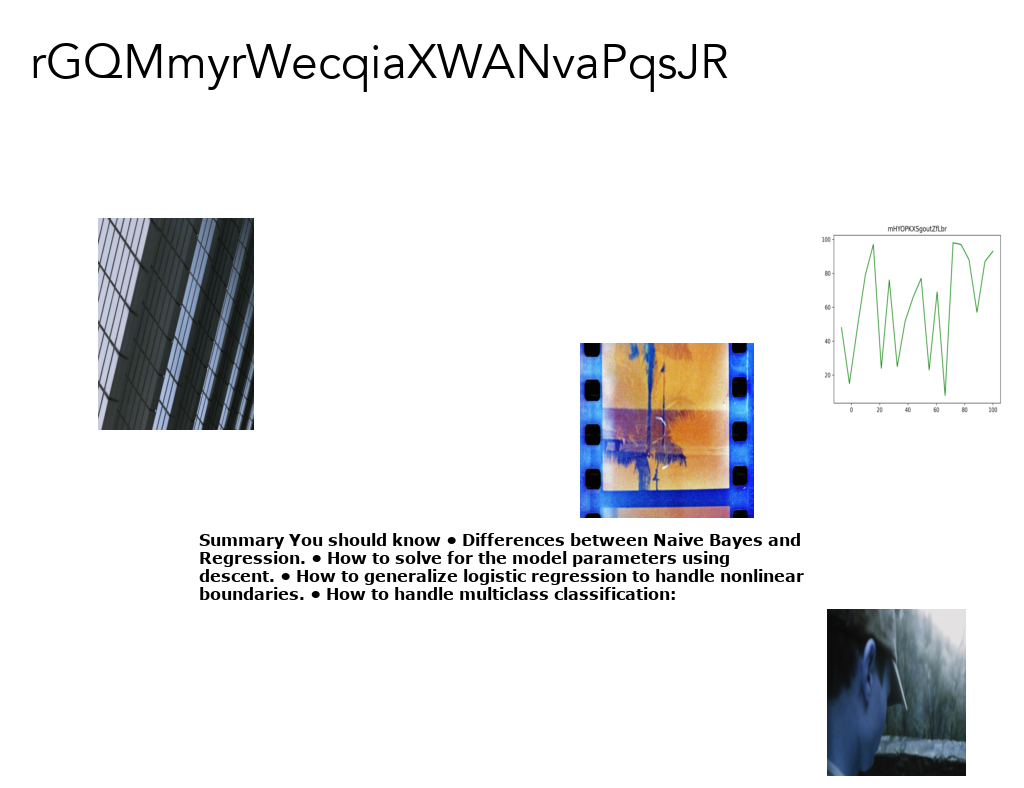 rGQMmyrWecqiaXWANvaPqsJR
mHYOPKXSgoutZfLbr
100
80
60
40
20
0 20 40 60 80 100
Summary You should know • Differences between Naive Bayes and
Regression. • How to solve for the model parameters using
descent. • How to generalize logistic regression to handle nonlinear
boundaries. • How to handle multiclass classification: